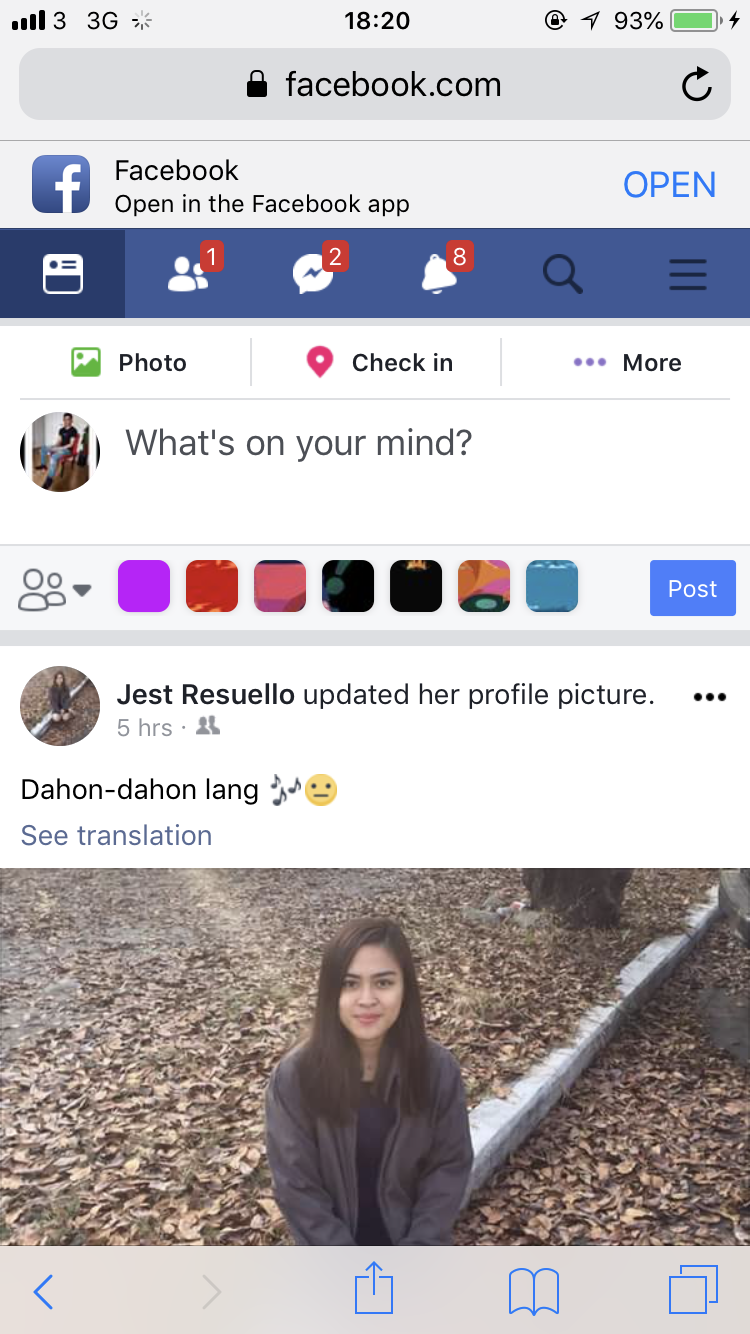 3 3G 18:20 93%
facebook.com
Facebook
Open in the Facebook app
OPEN
1 2 8
Photo Check in More
What's on your mind?
Post
Jest Resuello updated her profile picture.
5 hrs ·
Dahon-dahon lang 🎶😐
See translation